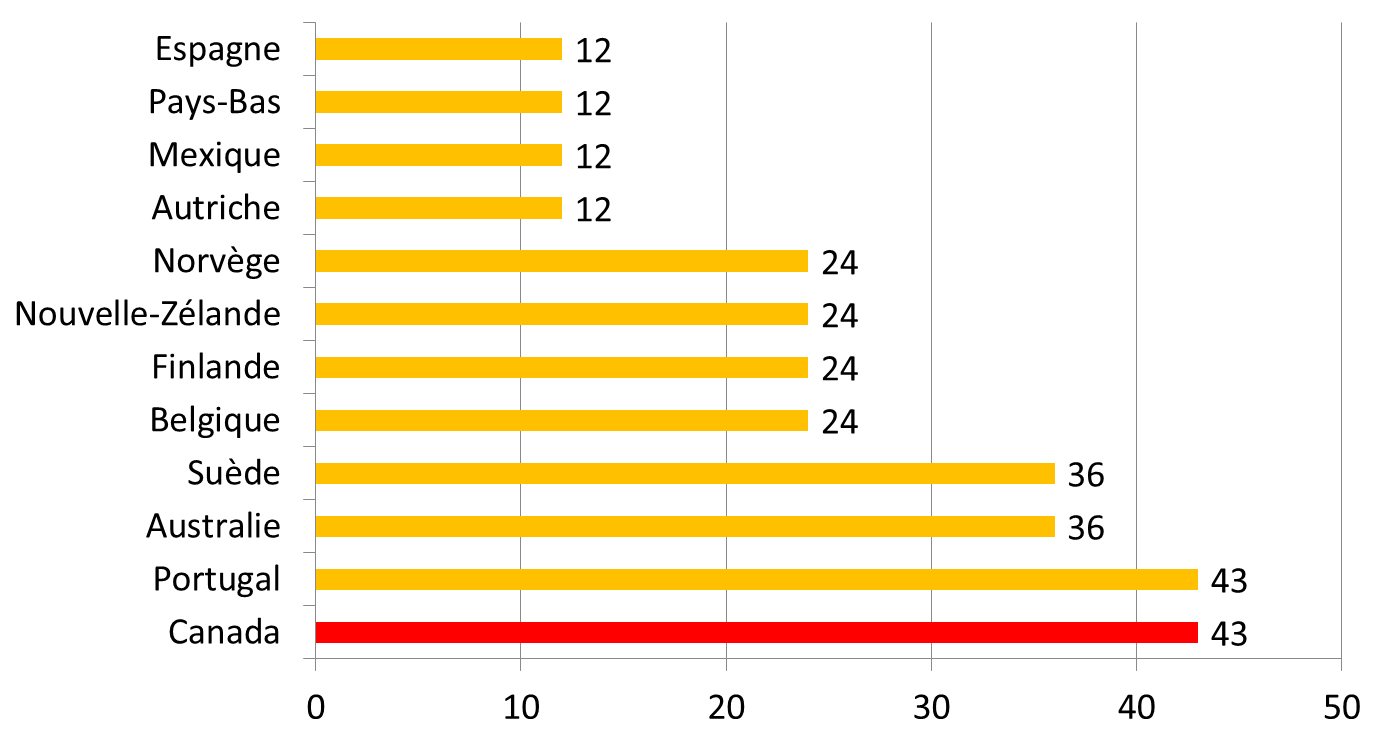 Espagne 12
Pays-Bas 12
Mexique 12
Autriche 12
Norvège 24
Nouvelle-Zélande 24
Finlande 24
Belgique 24
Suède 36
Australie 36
Portugal 43
Canada 43
0 10 20 30 40 50